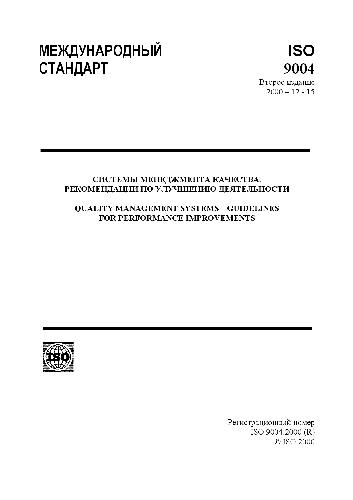 МЕЖДУНАРОДНЫЙ
СТАНДАРТ
ISO
9004
Второе издание
2000 – 12 - 15
СИСТЕМЫ МЕНЕДЖМЕНТА КАЧЕСТВА.
РЕКОМЕНДАЦИИ ПО УЛУЧШЕНИЮ ДЕЯТЕЛЬНОСТИ
QUALITY MANAGEMENT SYSTEMS – GUIDELINES
FOR PERFORMANCE IMPROVEMENTS
ISO
Регистрационный номер
ISO 9004:2000 (R)
© ISO 2000